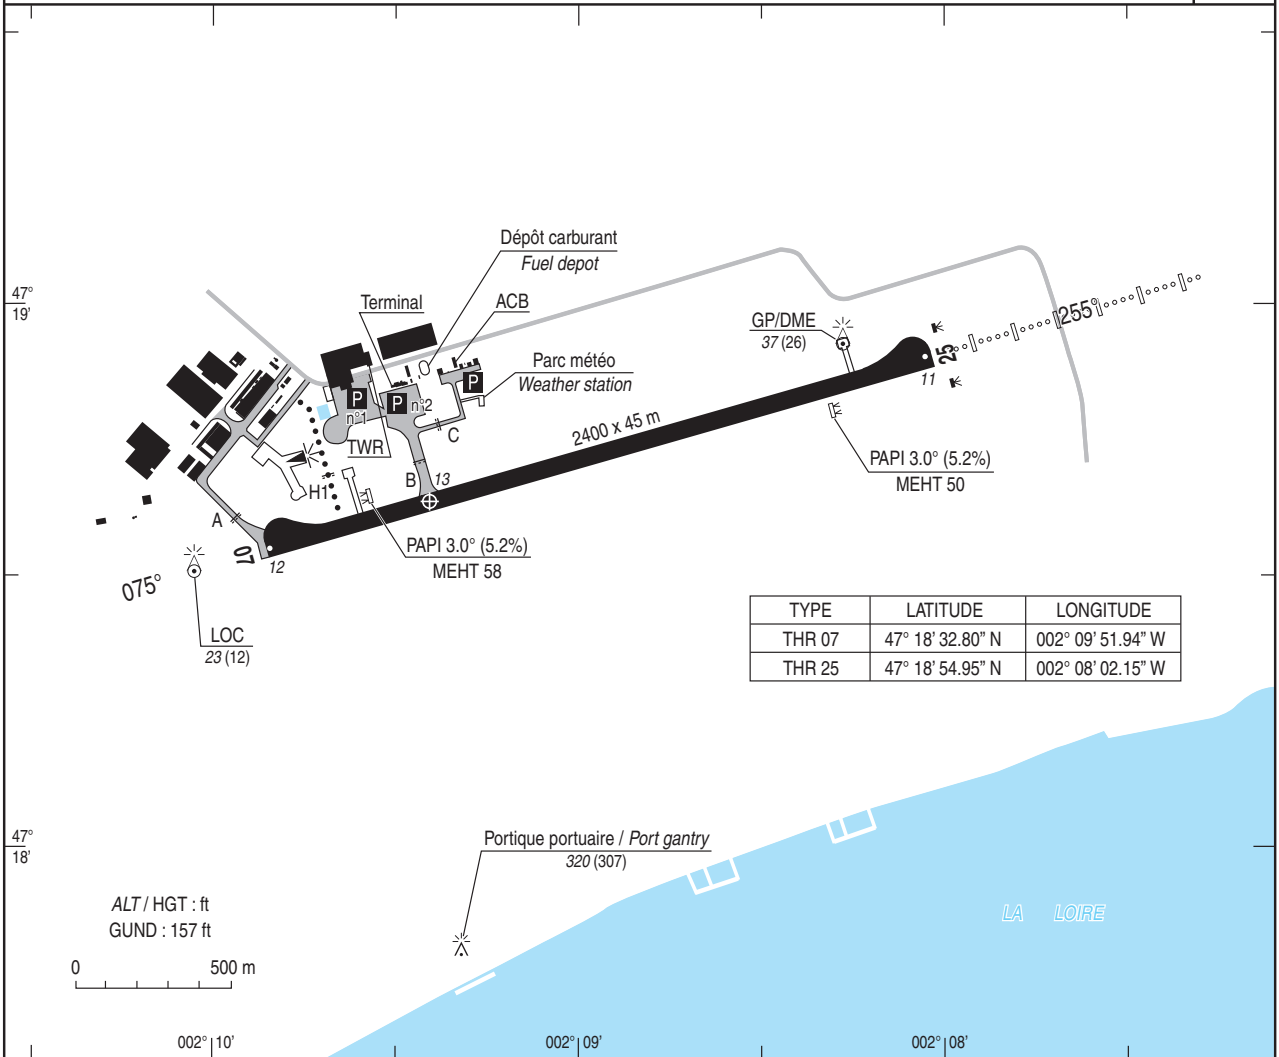 Dépôt carburant
Fuel depot
47°
19'
Terminal
ACB
GP/DME
37 (26)
255°
Parc météo
Weather station
25
11
P
P
P
n°1
n°2
2400 x 45 m
TWR
C
PAPI 3.0° (5.2%)
MEHT 50
B
13
H1
A
07
12
PAPI 3.0° (5.2%)
MEHT 58
075°
LOC
23 (12)
TYPE LATITUDE LONGITUDE
THR 07 47° 18' 32.80" N 002° 09' 51.94" W
THR 25 47° 18' 54.95" N 002° 08' 02.15" W
47°
18'
Portique portuaire / Port gantry
320 (307)
ALT / HGT : ft
GUND : 157 ft
LA LOIRE
0 500 m
002° 10' 002° 09' 002° 08'